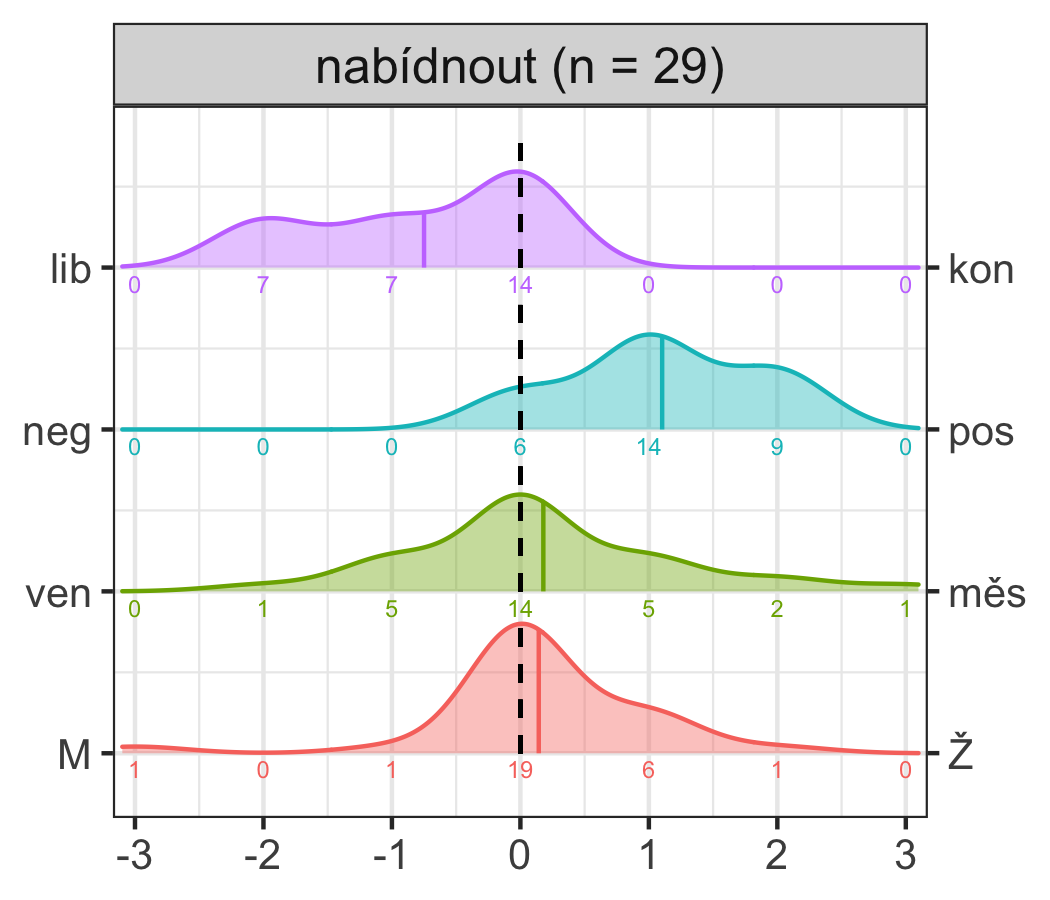 nabídnout (n = 29)
lib kon
0 7 7 14 0 0 0
neg pos
0 0 0 6 14 9 0
ven měs
0 1 5 14 5 2 1
M Ž
1 0 1 19 6 1 0
-3 -2 -1 0 1 2 3